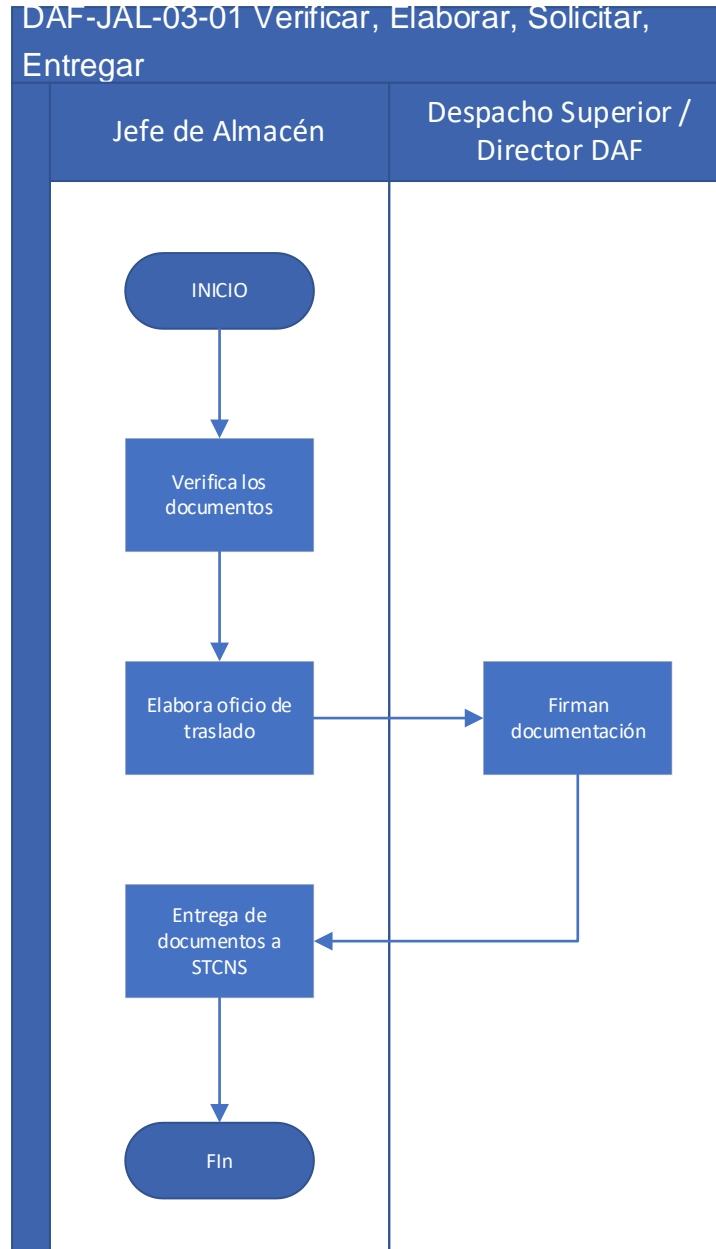 DAF-JAL-03-01 Verificar, Elaborar, Solicitar,
Entregar
Jefe de Almacén
Despacho Superior /
Director DAF
INICIO
Verifica los
documentos
Elabora oficio de
traslado
Firman
documentación
Entrega de
documentos a
STCNS
FIn